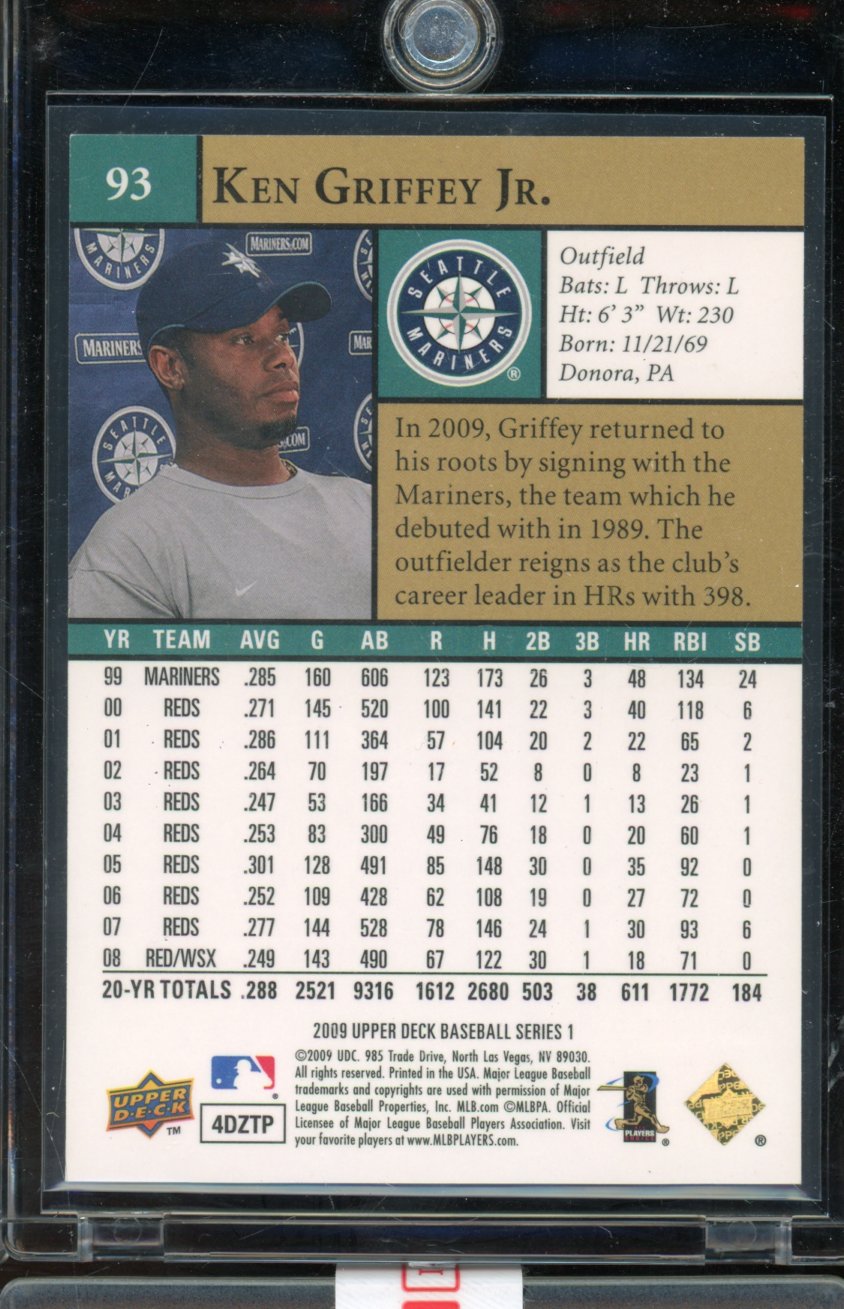 93 KEN GRIFFEY JR.
MARINERS.COM
MARINERS
MARINERS
MAR
SEATTLE
.COM
SEATTLE MARINERS ®
Outfield
Bats: L Throws: L
Ht: 6' 3" Wt: 230
Born: 11/21/69
Donora, PA
In 2009, Griffey returned to
his roots by signing with the
Mariners, the team which he
debuted with in 1989. The
outfielder reigns as the club's
career leader in HRs with 398.
YR TEAM AVG G AB R H 2B 3B HR RBI SB
99 MARINERS .285 160 606 123 173 26 3 48 134 24
00 REDS .271 145 520 100 141 22 3 40 118 6
01 REDS .286 111 364 57 104 20 2 22 65 2
02 REDS .264 70 197 17 52 8 0 8 23 1
03 REDS .247 53 166 34 41 12 1 13 26 1
04 REDS .253 83 300 49 76 18 0 20 60 1
05 REDS .301 128 491 85 148 30 0 35 92 0
06 REDS .252 109 428 62 108 19 0 27 72 0
07 REDS .277 144 528 78 146 24 1 30 93 6
08 RED/WSX .249 143 490 67 122 30 1 18 71 0
20-YR TOTALS .288 2521 9316 1612 2680 503 38 611 1772 184
2009 UPPER DECK BASEBALL SERIES 1
©2009 UDC. 985 Trade Drive, North Las Vegas, NV 89030.
All rights reserved. Printed in the USA. Major League Baseball
trademarks and copyrights are used with permission of Major
League Baseball Properties, Inc. MLB.com ©MLBPA. Official
Licensee of Major League Baseball Players Association. Visit
your favorite players at www.MLBPLAYERS.com.
UPPER DECK ™
®
4DZTP
PLAYERS ®
®